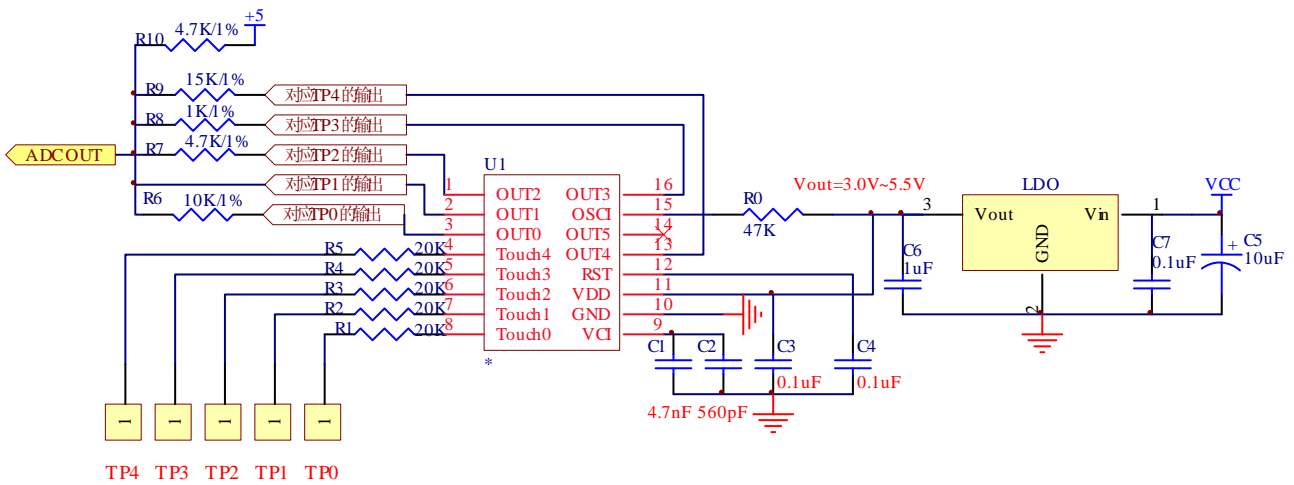 +5
4.7K/1%
R10
15K/1%
R9
对应TP4的输出
1K/1%
R8
对应TP3的输出
4.7K/1%
R7
对应TP2的输出
ADCOUT
对应TP1的输出
10K/1%
R6
对应TP0的输出
U1
1 OUT2 OUT3 16
2 OUT1 OSCI 15
3 OUT0 OUT5 14
4 Touch4 OUT4 13
5 Touch3 RST 12
6 Touch2 VDD 11
7 Touch1 GND 10
8 Touch0 VCI 9
*
R5 20K
R4 20K
R3 20K
R2 20K
R1 20K
R0
47K
Vout=3.0V~5.5V
LDO
VCC
3 Vout Vin 1
GND
2
C6
1uF
C7
0.1uF
+ C5
10uF
C1 C2 C3 C4
0.1uF 0.1uF
4.7nF 560pF
1 1 1 1 1
TP4 TP3 TP2 TP1 TP0